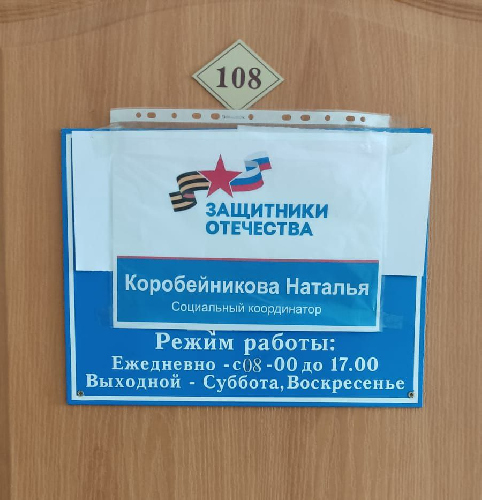 108
ЗАЩИТНИКИ
ОТЕЧЕСТВА
Коробейникова Наталья
Социальный координатор
Режим работы:
Ежедневно -с08-00 до 17.00
Выходной - Суббота, Воскресенье